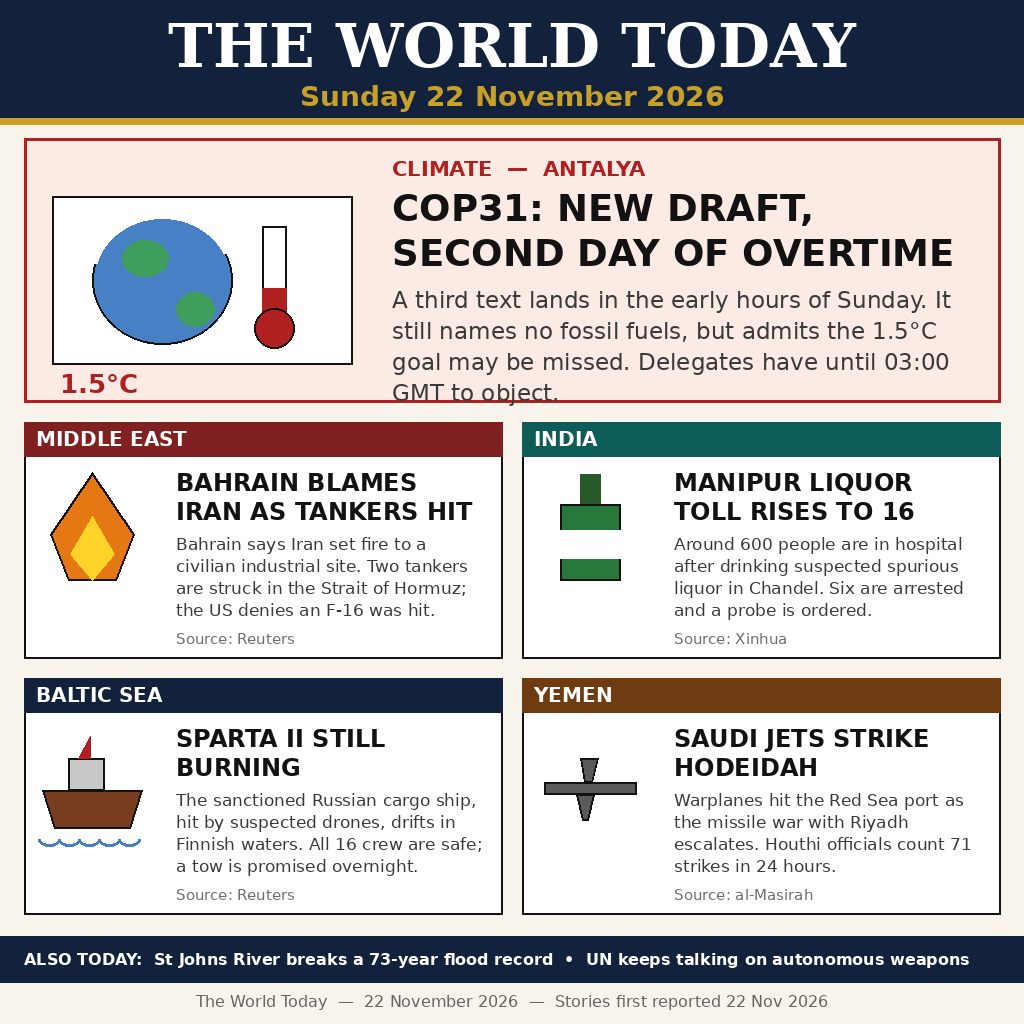 THE WORLD TODAY
Sunday 22 November 2026
CLIMATE — ANTALYA
COP31: NEW DRAFT,
SECOND DAY OF OVERTIME
A third text lands in the early hours of Sunday. It
still names no fossil fuels, but admits the 1.5°C
goal may be missed. Delegates have until 03:00
GMT to object.
1.5°C
MIDDLE EAST
BAHRAIN BLAMES
IRAN AS TANKERS HIT
Bahrain says Iran set fire to a
civilian industrial site. Two tankers
are struck in the Strait of Hormuz;
the US denies an F-16 was hit.
Source: Reuters
INDIA
MANIPUR LIQUOR
TOLL RISES TO 16
Around 600 people are in hospital
after drinking suspected spurious
liquor in Chandel. Six are arrested
and a probe is ordered.
Source: Xinhua
BALTIC SEA
SPARTA II STILL
BURNING
The sanctioned Russian cargo ship,
hit by suspected drones, drifts in
Finnish waters. All 16 crew are safe;
a tow is promised overnight.
Source: Reuters
YEMEN
SAUDI JETS STRIKE
HODEIDAH
Warplanes hit the Red Sea port as
the missile war with Riyadh
escalates. Houthi officials count 71
strikes in 24 hours.
Source: al-Masirah
ALSO TODAY: St Johns River breaks a 73-year flood record • UN keeps talking on autonomous weapons
The World Today — 22 November 2026 — Stories first reported 22 Nov 2026